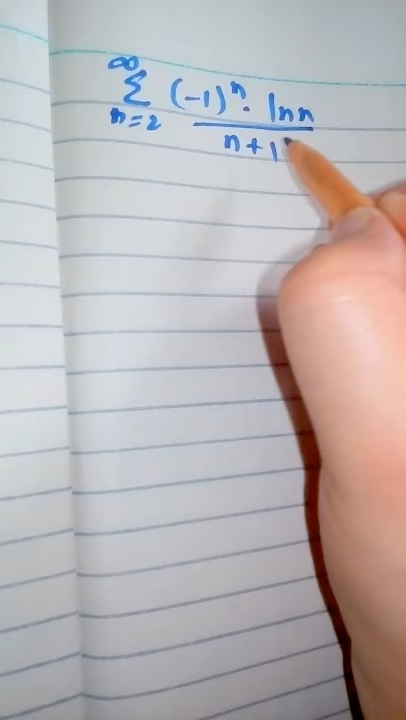 ∞
Σ (-1)ⁿ · ln n
n=2 n+1